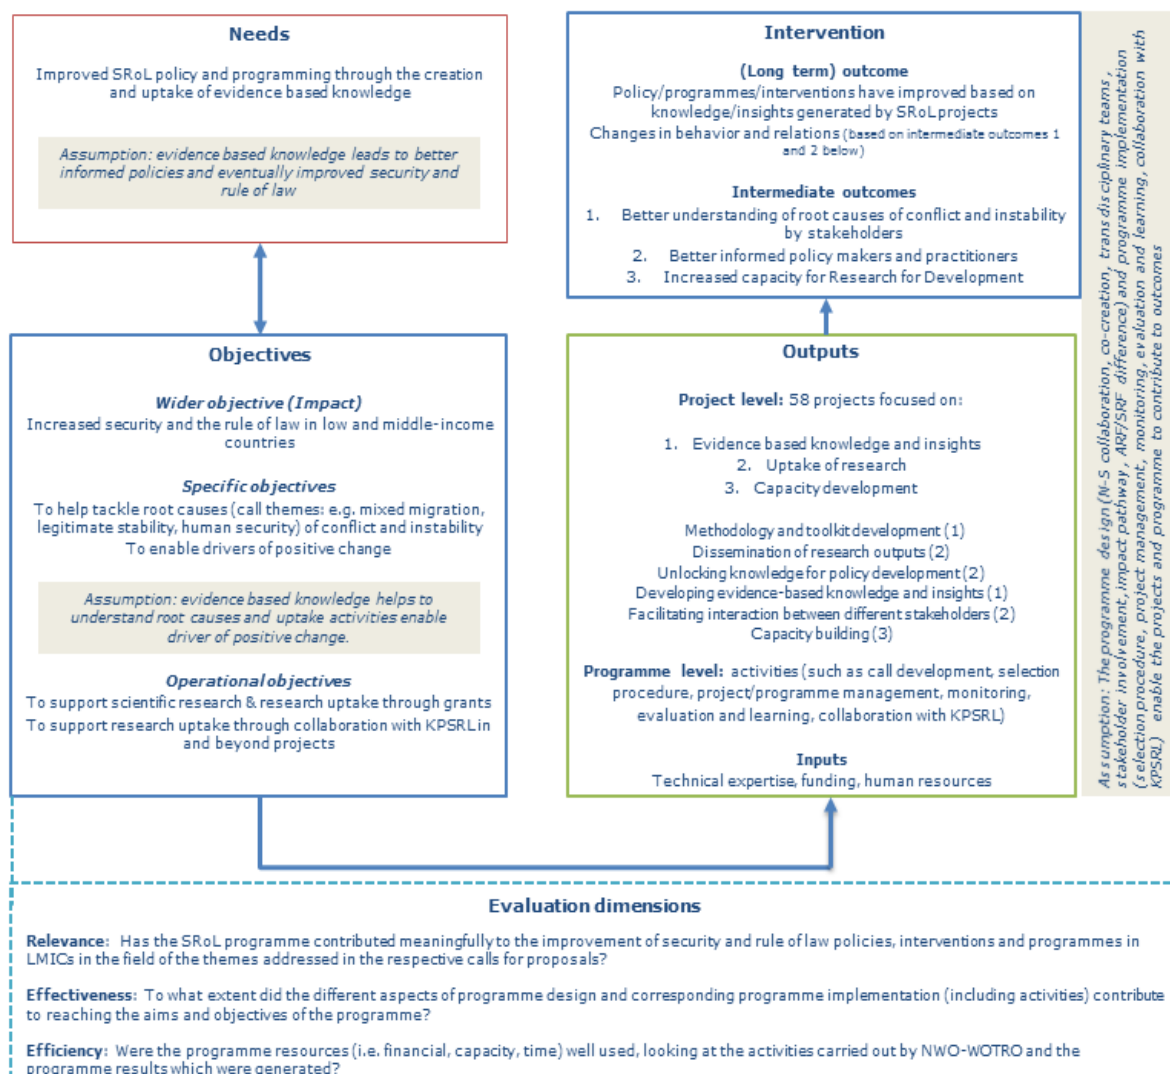 Needs
Improved SRoL policy and programming through the creation
and uptake of evidence based knowledge
Assumption: evidence based knowledge leads to better
informed policies and eventually improved security and
rule of law
Objectives
Wider objective (Impact)
Increased security and the rule of law in low and middle-income
countries
Specific objectives
To help tackle root causes (call themes: e.g. mixed migration,
legitimate stability, human security) of conflict and instability
To enable drivers of positive change
Assumption: evidence based knowledge helps to
understand root causes and uptake activities enable
driver of positive change.
Operational objectives
To support scientific research & research uptake through grants
To support research uptake through collaboration with KPSRL in
and beyond projects
Intervention
(Long term) outcome
Policy/programmes/interventions have improved based on
knowledge/insights generated by SRoL projects
Changes in behavior and relations (based on intermediate outcomes 1
and 2 below)
Intermediate outcomes
1. Better understanding of root causes of conflict and instability
by stakeholders
2. Better informed policy makers and practitioners
3. Increased capacity for Research for Development
Outputs
Project level: 58 projects focused on:
1. Evidence based knowledge and insights
2. Uptake of research
3. Capacity development
Methodology and toolkit development (1)
Dissemination of research outputs (2)
Unlocking knowledge for policy development (2)
Developing evidence-based knowledge and insights (1)
Facilitating interaction between different stakeholders (2)
Capacity building (3)
Programme level: activities (such as call development, selection
procedure, project/programme management, monitoring,
evaluation and learning, collaboration with KPSRL)
Inputs
Technical expertise, funding, human resources
Assumption: The programme design (N-S collaboration, co-creation, trans disciplinary teams,
stakeholder involvement, impact pathway, ARF/SRF difference) and programme implementation
(selection procedure, project management, monitoring, evaluation and learning, collaboration with
KPSRL) enable the projects and programme to contribute to outcomes
Evaluation dimensions
Relevance: Has the SRoL programme contributed meaningfully to the improvement of security and rule of law policies, interventions and programmes in
LMICs in the field of the themes addressed in the respective calls for proposals?
Effectiveness: To what extent did the different aspects of programme design and corresponding programme implementation (including activities) contribute
to reaching the aims and objectives of the programme?
Efficiency: Were the programme resources (i.e. financial, capacity, time) well used, looking at the activities carried out by NWO-WOTRO and the
programme results which were generated?